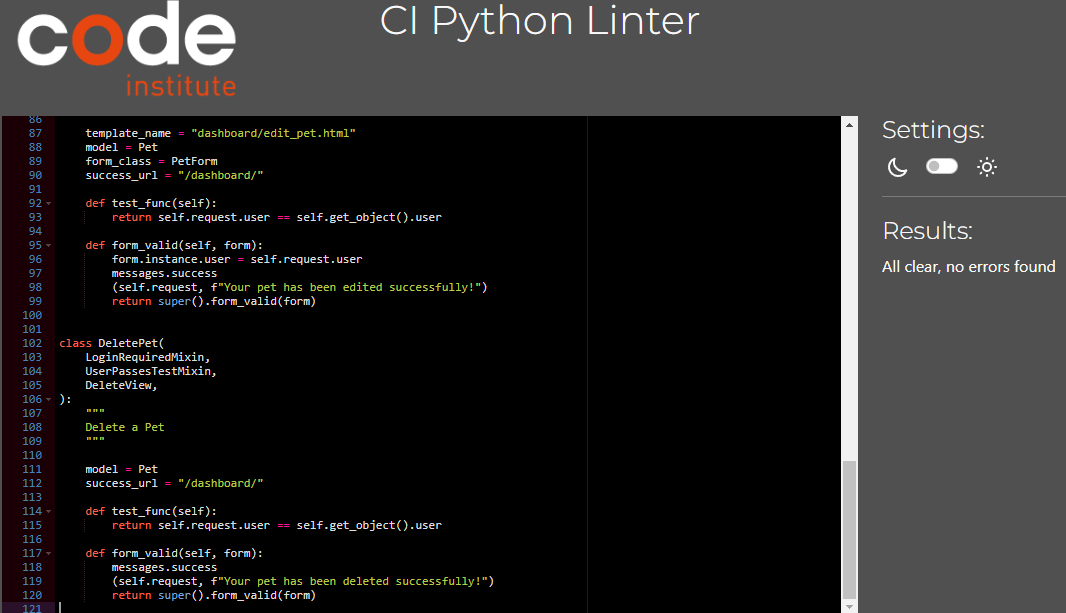 code
institute
CI Python Linter
86
87 template_name = "dashboard/edit_pet.html"
88 model = Pet
89 form_class = PetForm
90 success_url = "/dashboard/"
91
92 def test_func(self):
93 return self.request.user == self.get_object().user
94
95 def form_valid(self, form):
96 form.instance.user = self.request.user
97 messages.success
98 (self.request, f"Your pet has been edited successfully!")
99 return super().form_valid(form)
100
101
102 class DeletePet(
103 LoginRequiredMixin,
104 UserPassesTestMixin,
105 DeleteView,
106 ):
107 """
108 Delete a Pet
109 """
110
111 model = Pet
112 success_url = "/dashboard/"
113
114 def test_func(self):
115 return self.request.user == self.get_object().user
116
117 def form_valid(self, form):
118 messages.success
119 (self.request, f"Your pet has been deleted successfully!")
120 return super().form_valid(form)
121
Settings:
Results:
All clear, no errors found